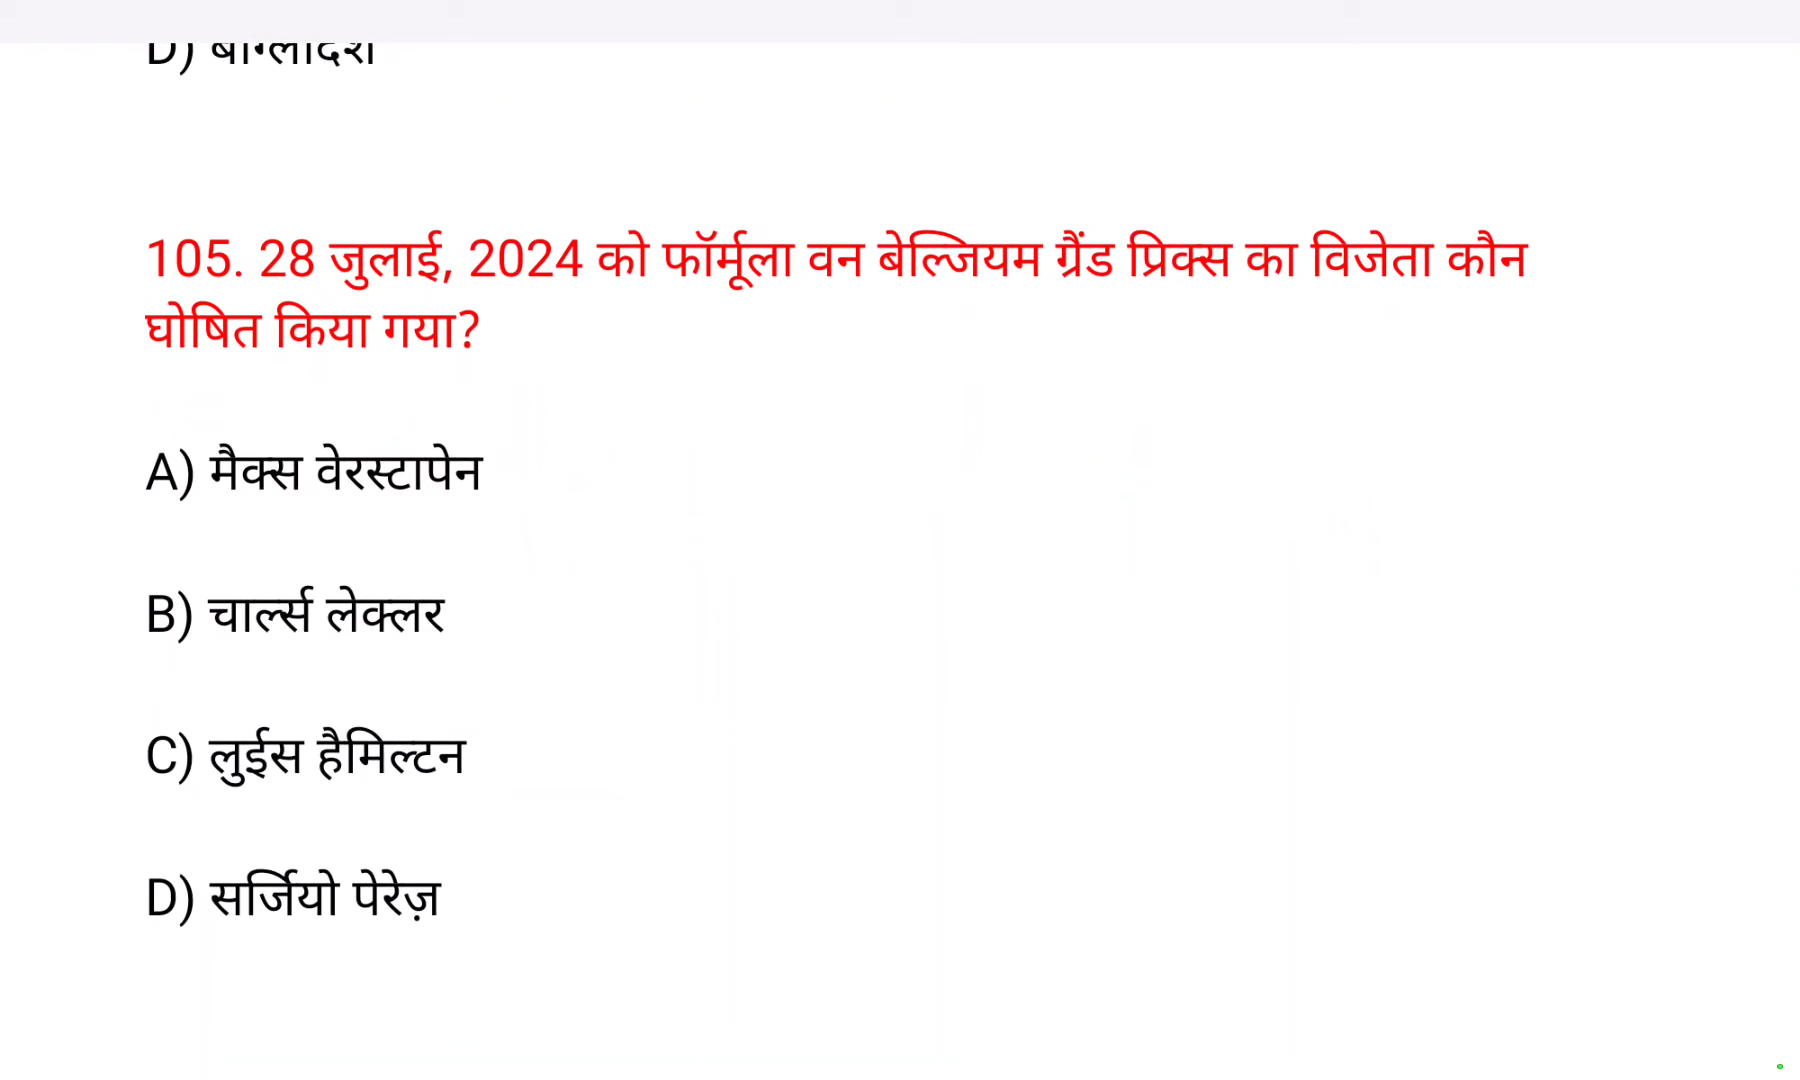 D) बांग्लादेश
105. 28 जुलाई, 2024 को फॉर्मूला वन बेल्जियम ग्रैंड प्रिक्स का विजेता कौन
घोषित किया गया?
A) मैक्स वेरस्टापेन
B) चार्ल्स लेक्लर
C) लुईस हैमिल्टन
D) सर्जियो पेरेज़